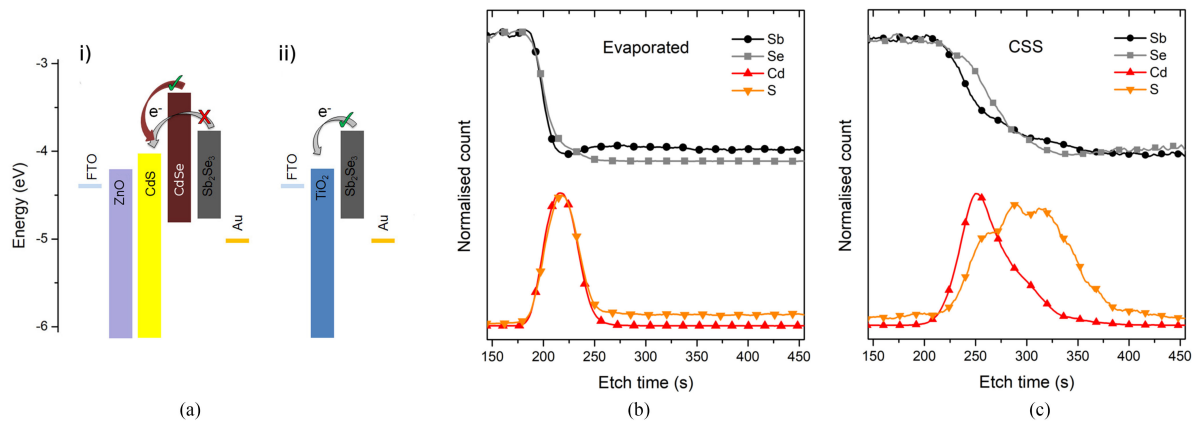 i)
ii)
Energy (eV)
-3
-4
-5
-6
FTO
ZnO
CdS
CdSe
Sb₂Se₃
Au
e⁻
✓
X
FTO
TiO₂
Sb₂Se₃
Au
e⁻
✓
(a)
Normalised count
Evaporated
Sb
Se
Cd
S
150 200 250 300 350 400 450
Etch time (s)
(b)
Normalised count
CSS
Sb
Se
Cd
S
150 200 250 300 350 400 450
Etch time (s)
(c)